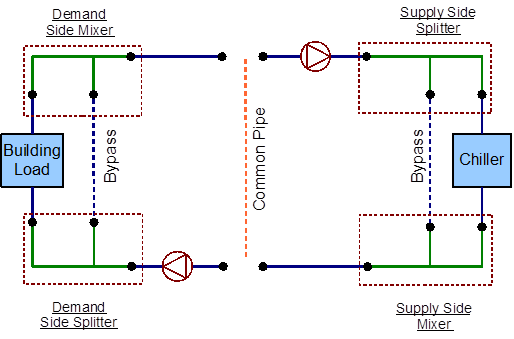 Demand
Side Mixer
Supply Side
Splitter
Building
Load
Bypass
Common Pipe
Bypass
Chiller
Demand
Side Splitter
Supply Side
Mixer